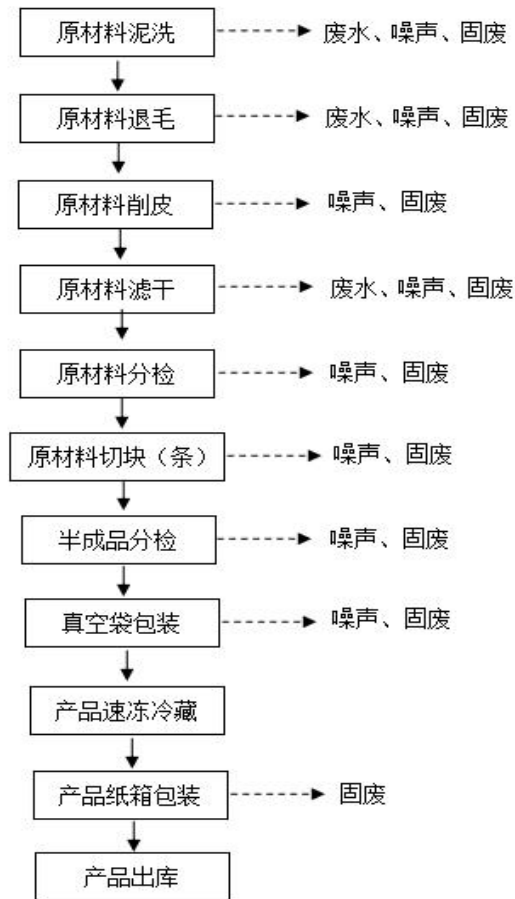 原材料泥洗 废水、噪声、固废
原材料退毛 废水、噪声、固废
原材料削皮 噪声、固废
原材料滤干 废水、噪声、固废
原材料分检 噪声、固废
原材料切块（条） 噪声、固废
半成品分检 噪声、固废
真空袋包装 噪声、固废
产品速冻冷藏
产品纸箱包装 固废
产品出库